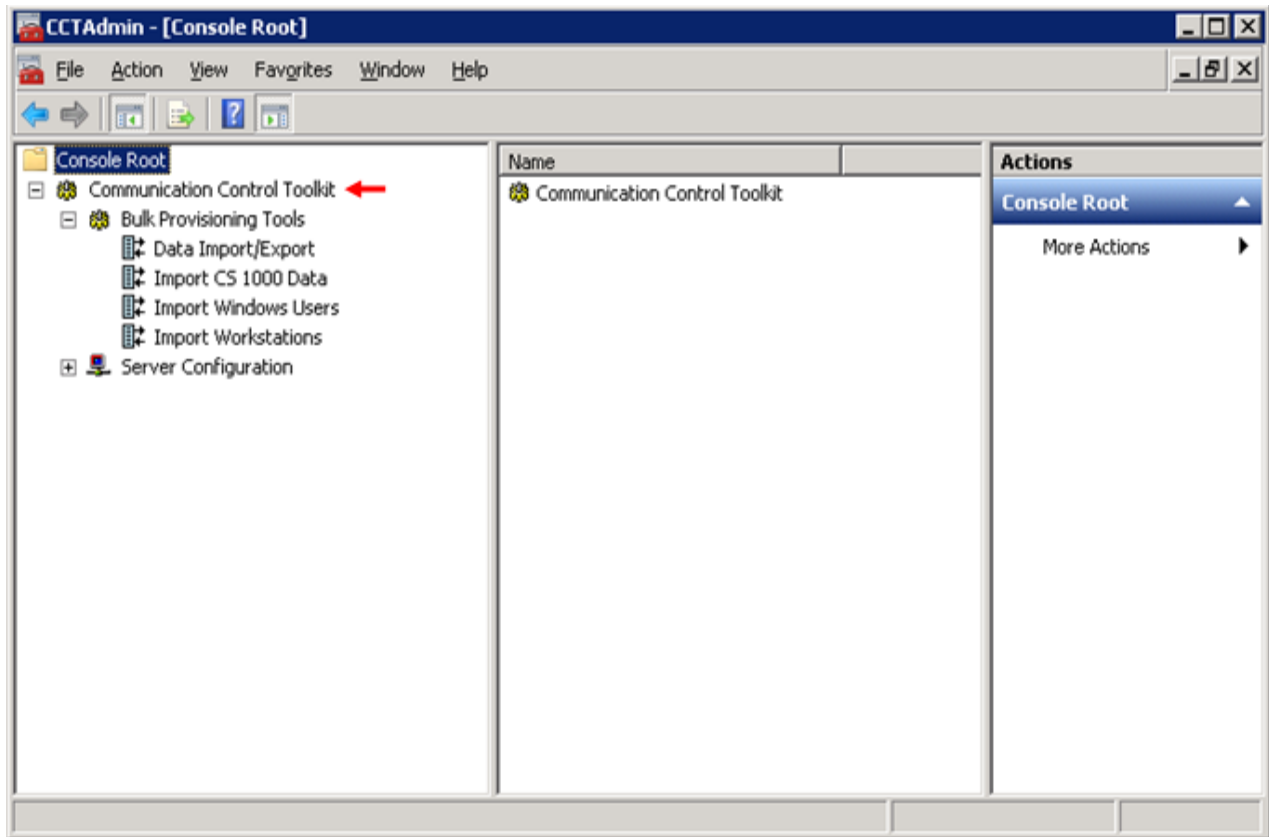 CCTAdmin - [Console Root]
File Action View Favorites Window Help
Console Root
Communication Control Toolkit
Bulk Provisioning Tools
Data Import/Export
Import CS 1000 Data
Import Windows Users
Import Workstations
Server Configuration
Name
Communication Control Toolkit
Actions
Console Root
More Actions